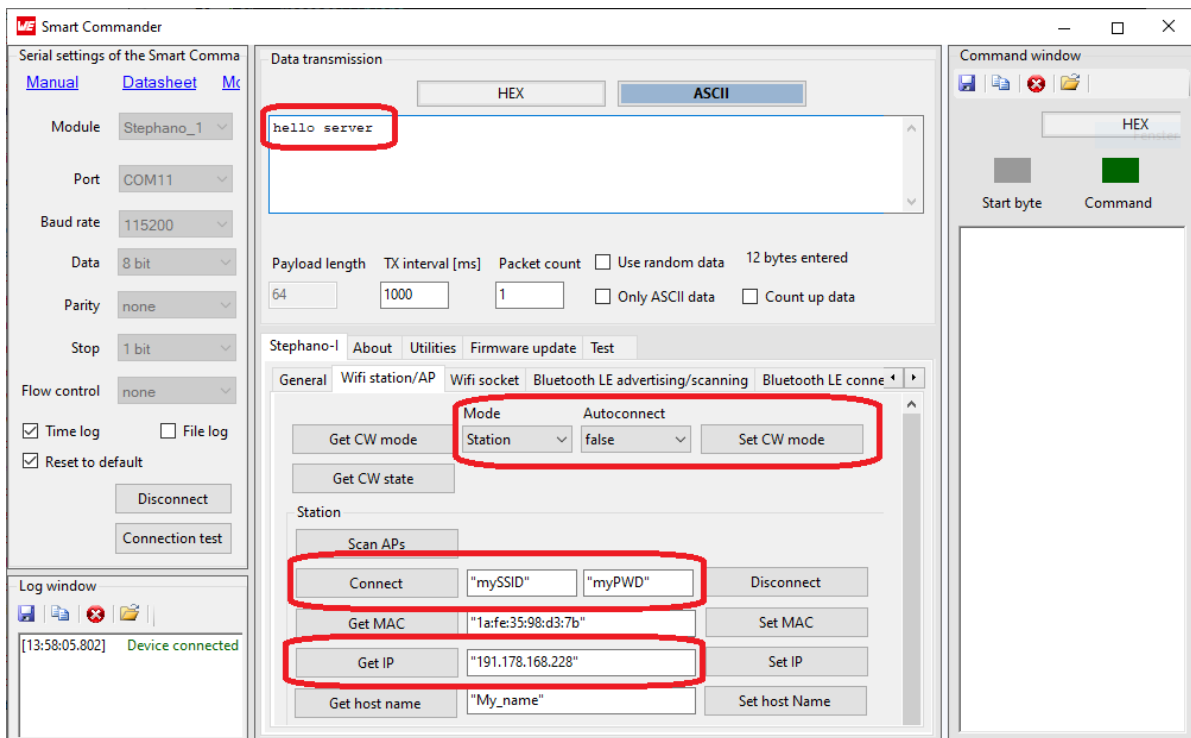 WE Smart Commander
Serial settings of the Smart Comma
Manual Datasheet Mo
Module Stephano_1
Port COM11
Baud rate 115200
Data 8 bit
Parity none
Stop 1 bit
Flow control none
Time log File log
Reset to default
Disconnect
Connection test
Log window
[13:58:05.802] Device connected
Data transmission
HEX ASCII
hello server
Payload length TX interval [ms] Packet count Use random data 12 bytes entered
64 1000 1 Only ASCII data Count up data
Stephano-I About Utilities Firmware update Test
General Wifi station/AP Wifi socket Bluetooth LE advertising/scanning Bluetooth LE conne
Mode Autoconnect
Get CW mode Station false Set CW mode
Get CW state
Station
Scan APs
Connect "mySSID" "myPWD" Disconnect
Get MAC "1a:fe:35:98:d3:7b" Set MAC
Get IP "191.178.168.228" Set IP
Get host name "My_name" Set host Name
Command window
HEX
Fenster
Start byte Command